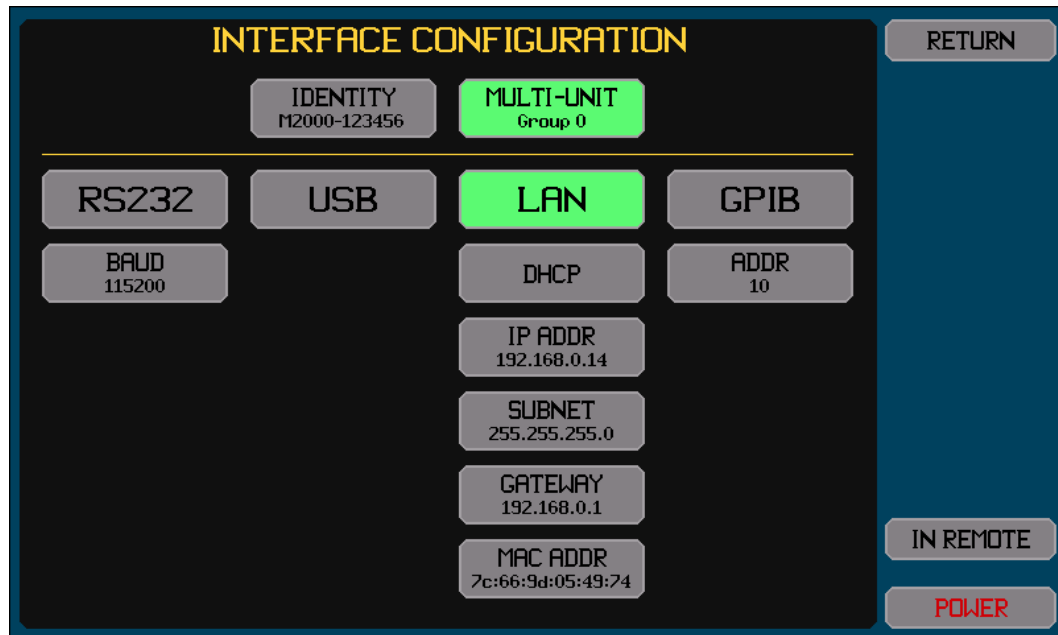 INTERFACE CONFIGURATION
RETURN
IDENTITY
M2000-123456
MULTI-UNIT
Group 0
RS232
USB
LAN
GPIB
BAUD
115200
DHCP
ADDR
10
IP ADDR
192.168.0.14
SUBNET
255.255.255.0
GATEWAY
192.168.0.1
MAC ADDR
7c:66:9d:05:49:74
IN REMOTE
POWER